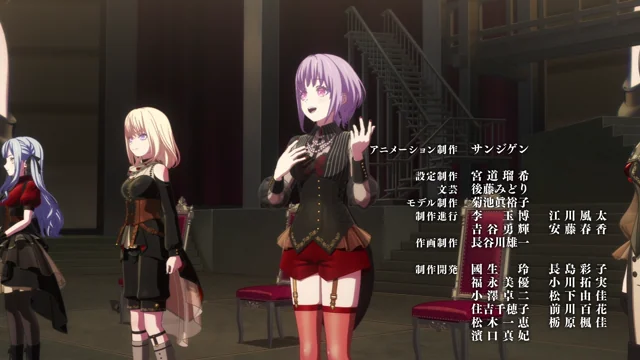 アニメーション制作 サンジゲン
設定制作 宮道瑠希
文芸 後藤みどり
モデル制作 菊池眞裕子
制作進行 李玉博 江川風太
吉谷勇輝 安藤春香
作画制作 長谷川雄一
制作開発 國生玲 長島彩子
福永美優 小川拓実
小澤卓二 松下由佳
住吉千穂子 前川百花
松木一恵 栃原楓佳
濱口真妃